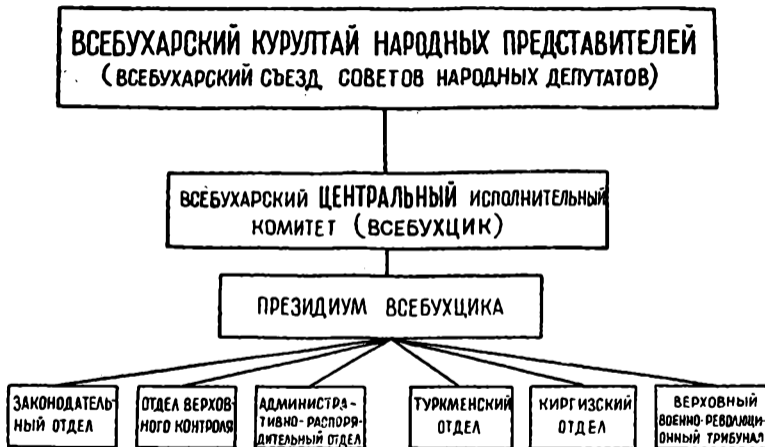 ВСЕБУХАРСКИЙ КУРУЛТАЙ НАРОДНЫХ ПРЕДСТАВИТЕЛЕЙ
(ВСЕБУХАРСКИЙ СЪЕЗД СОВЕТОВ НАРОДНЫХ ДЕПУТАТОВ)
ВСЕБУХАРСКИЙ ЦЕНТРАЛЬНЫЙ ИСПОЛНИТЕЛЬНЫЙ
КОМИТЕТ (ВСЕБУХЦИК)
ПРЕЗИДИУМ ВСЕБУХЦИКА
ЗАКОНОДАТЕЛЬ-
НЫЙ ОТДЕЛ
ОТДЕЛ ВЕРХОВ-
НОГО КОНТРОЛЯ
АДМИНИСТРА-
ТИВНО-РАСПОРЯ-
ДИТЕЛЬНЫЙ ОТДЕЛ
ТУРКМЕНСКИЙ
ОТДЕЛ
КИРГИЗСКИЙ
ОТДЕЛ
ВЕРХОВНЫЙ
ВОЕННО-РЕВОЛЮЦИ-
ОННЫЙ ТРИБУНАЛ